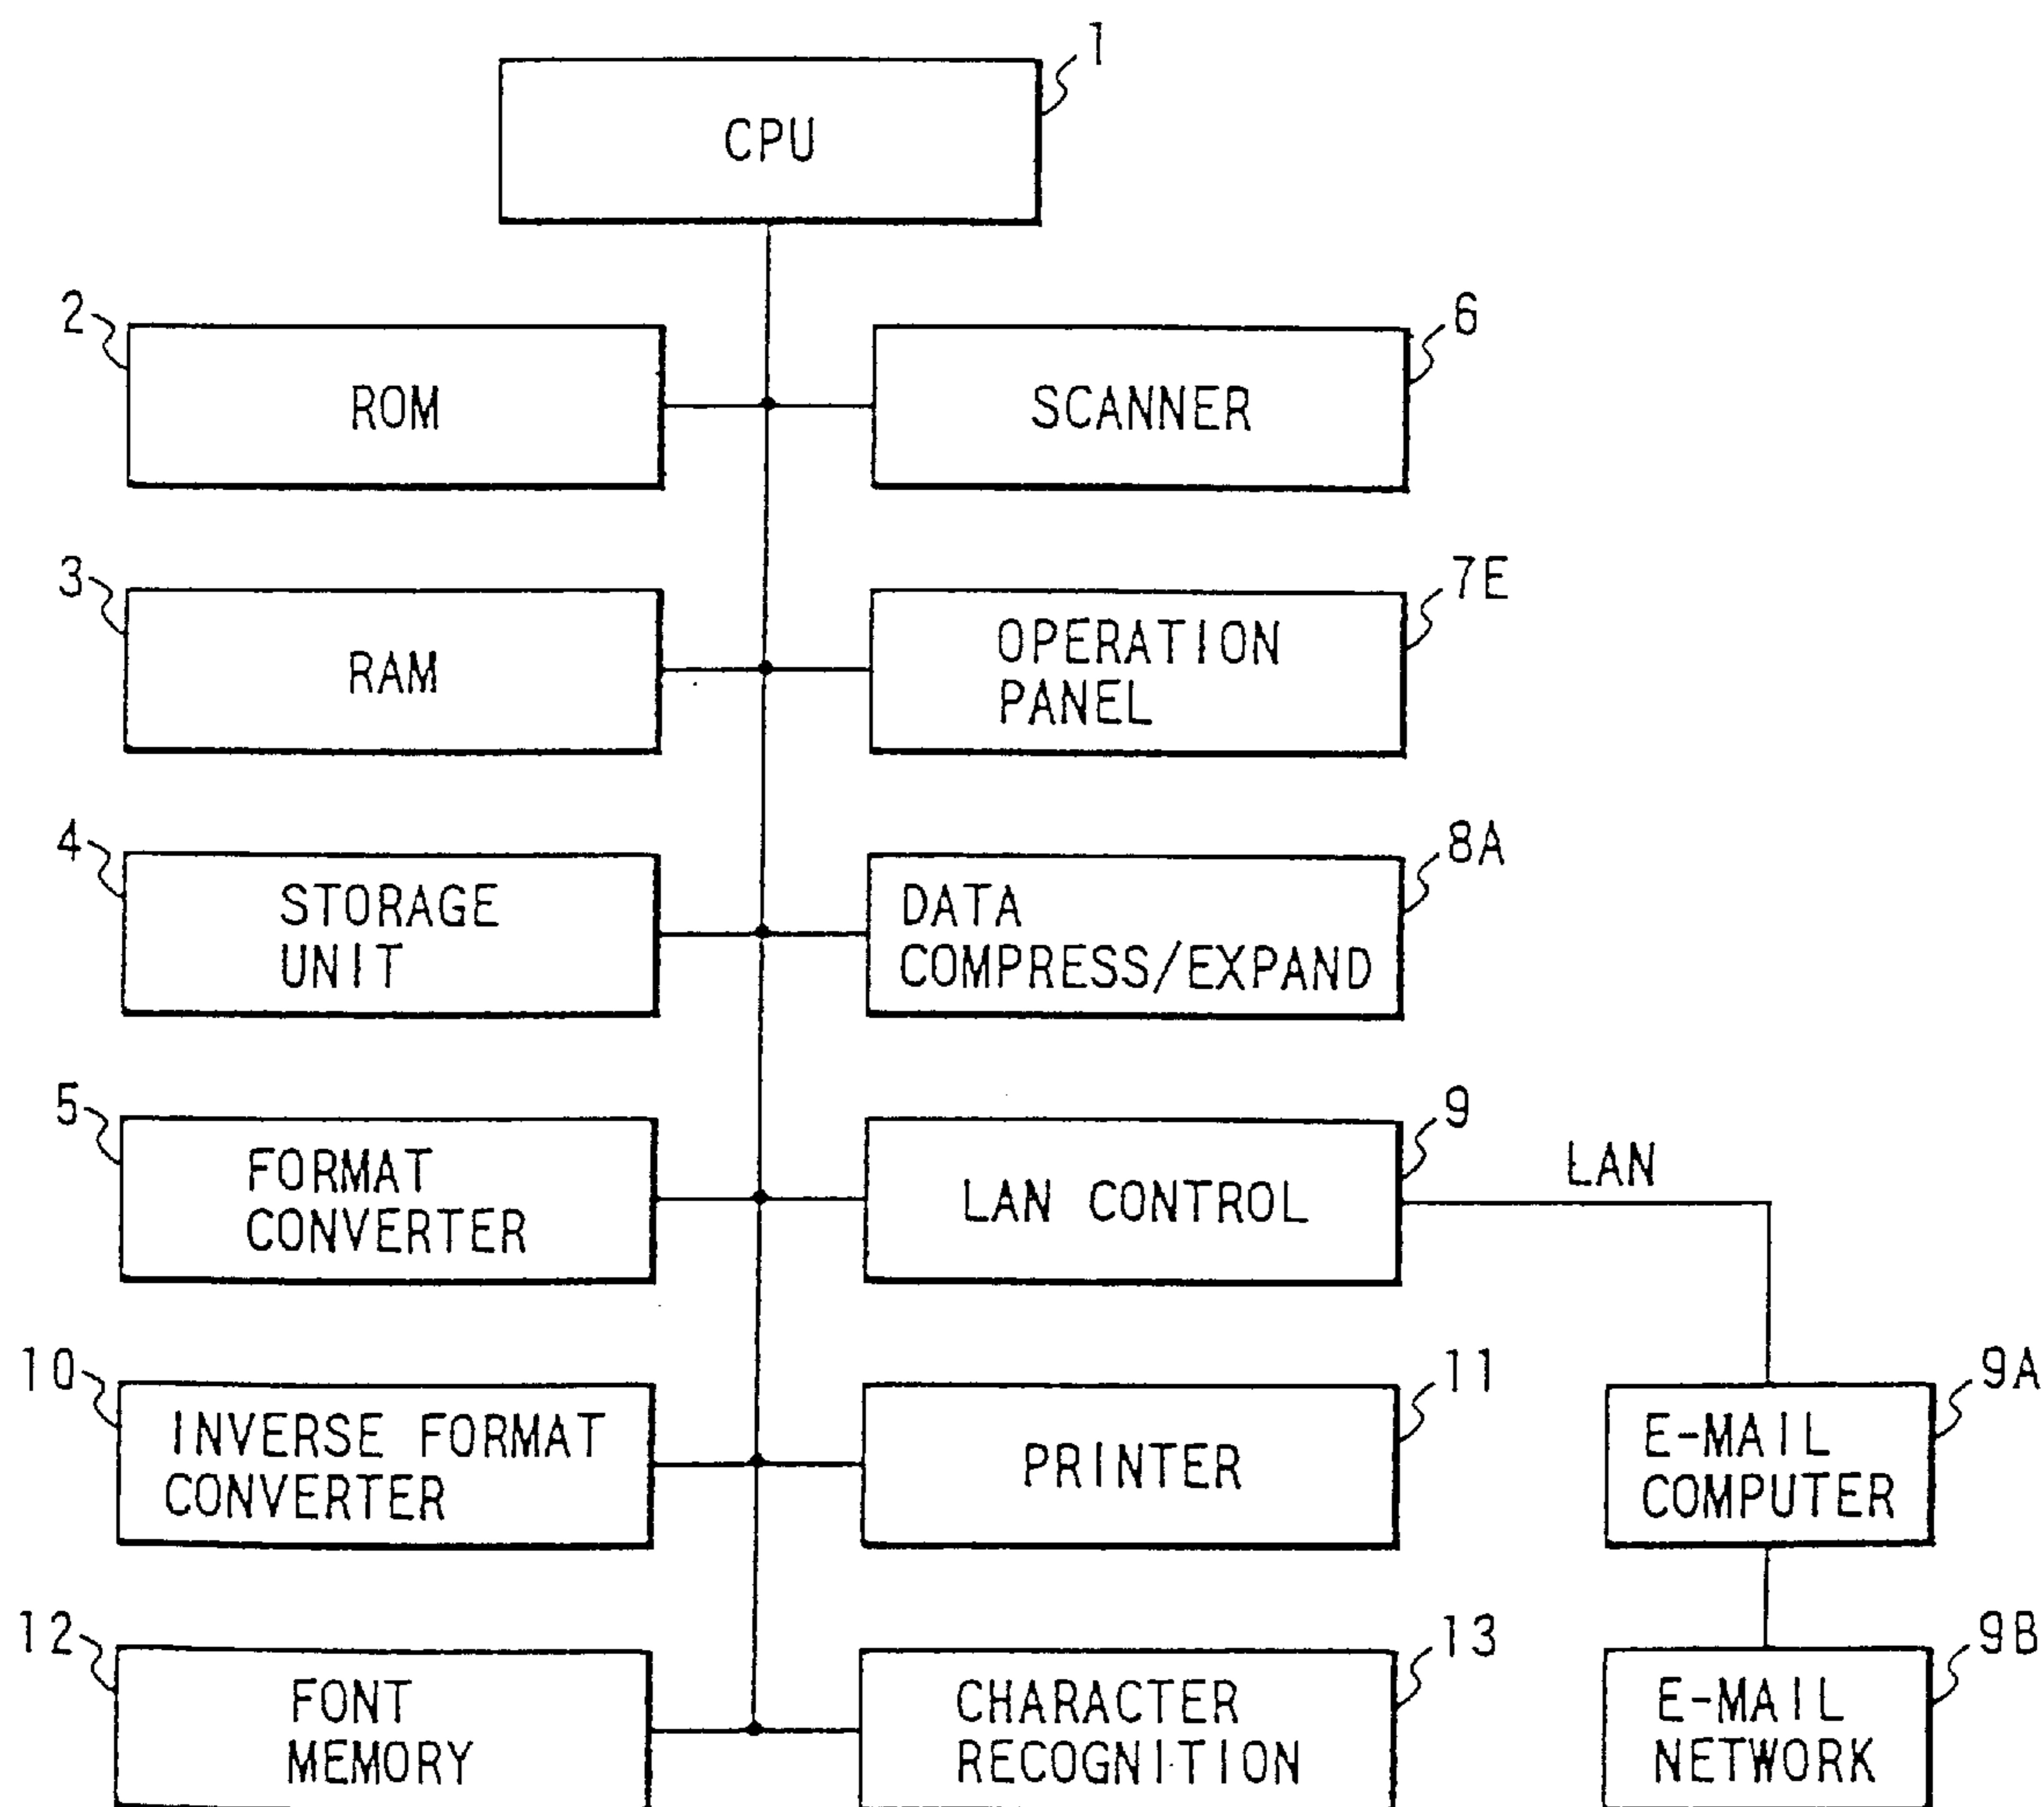 1
CPU
2
ROM
6
SCANNER
3
RAM
7E
OPERATION
PANEL
4
STORAGE
UNIT
8A
DATA
COMPRESS/EXPAND
5
FORMAT
CONVERTER
9
LAN CONTROL
LAN
10
INVERSE FORMAT
CONVERTER
11
PRINTER
9A
E-MAIL
COMPUTER
12
FONT
MEMORY
13
CHARACTER
RECOGNITION
9B
E-MAIL
NETWORK